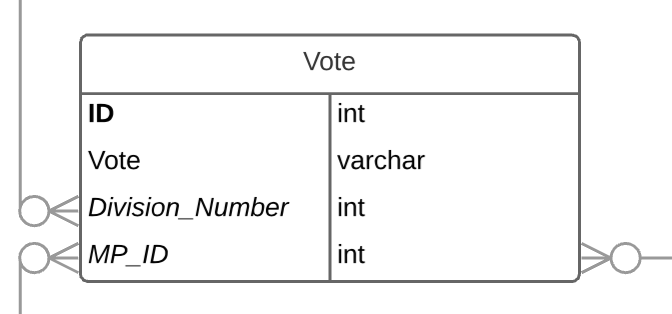 Vote
ID int
Vote varchar
Division_Number int
MP_ID int